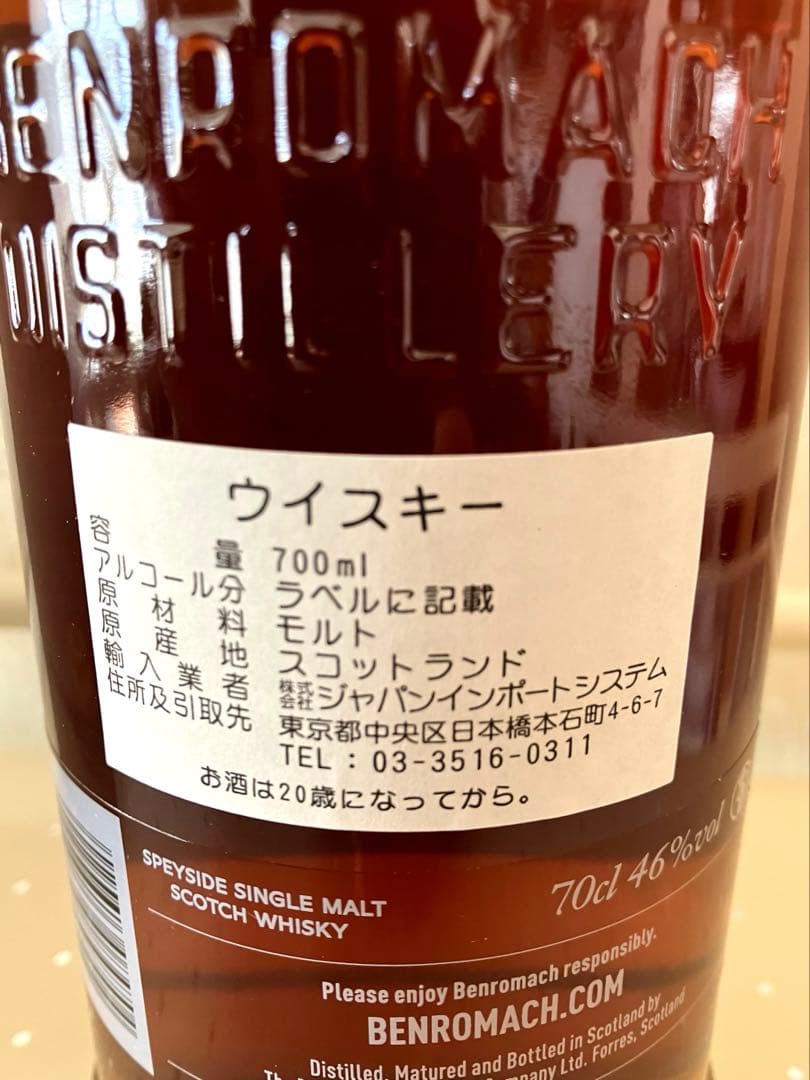 BENROMACH
DISTILLERY
ウイスキー
容量 700ml
アルコール分 ラベルに記載
原材料 モルト
原産地 スコットランド
輸入業者 株式会社ジャパンインポートシステム
住所及引取先 東京都中央区日本橋本石町4-6-7
TEL : 03-3516-0311
お酒は20歳になってから。
SPEYSIDE SINGLE MALT
SCOTCH WHISKY
70cl 46%vol
Please enjoy Benromach responsibly.
BENROMACH.COM
Distilled, Matured and Bottled in Scotland by
Company Ltd. Forres, Scotland